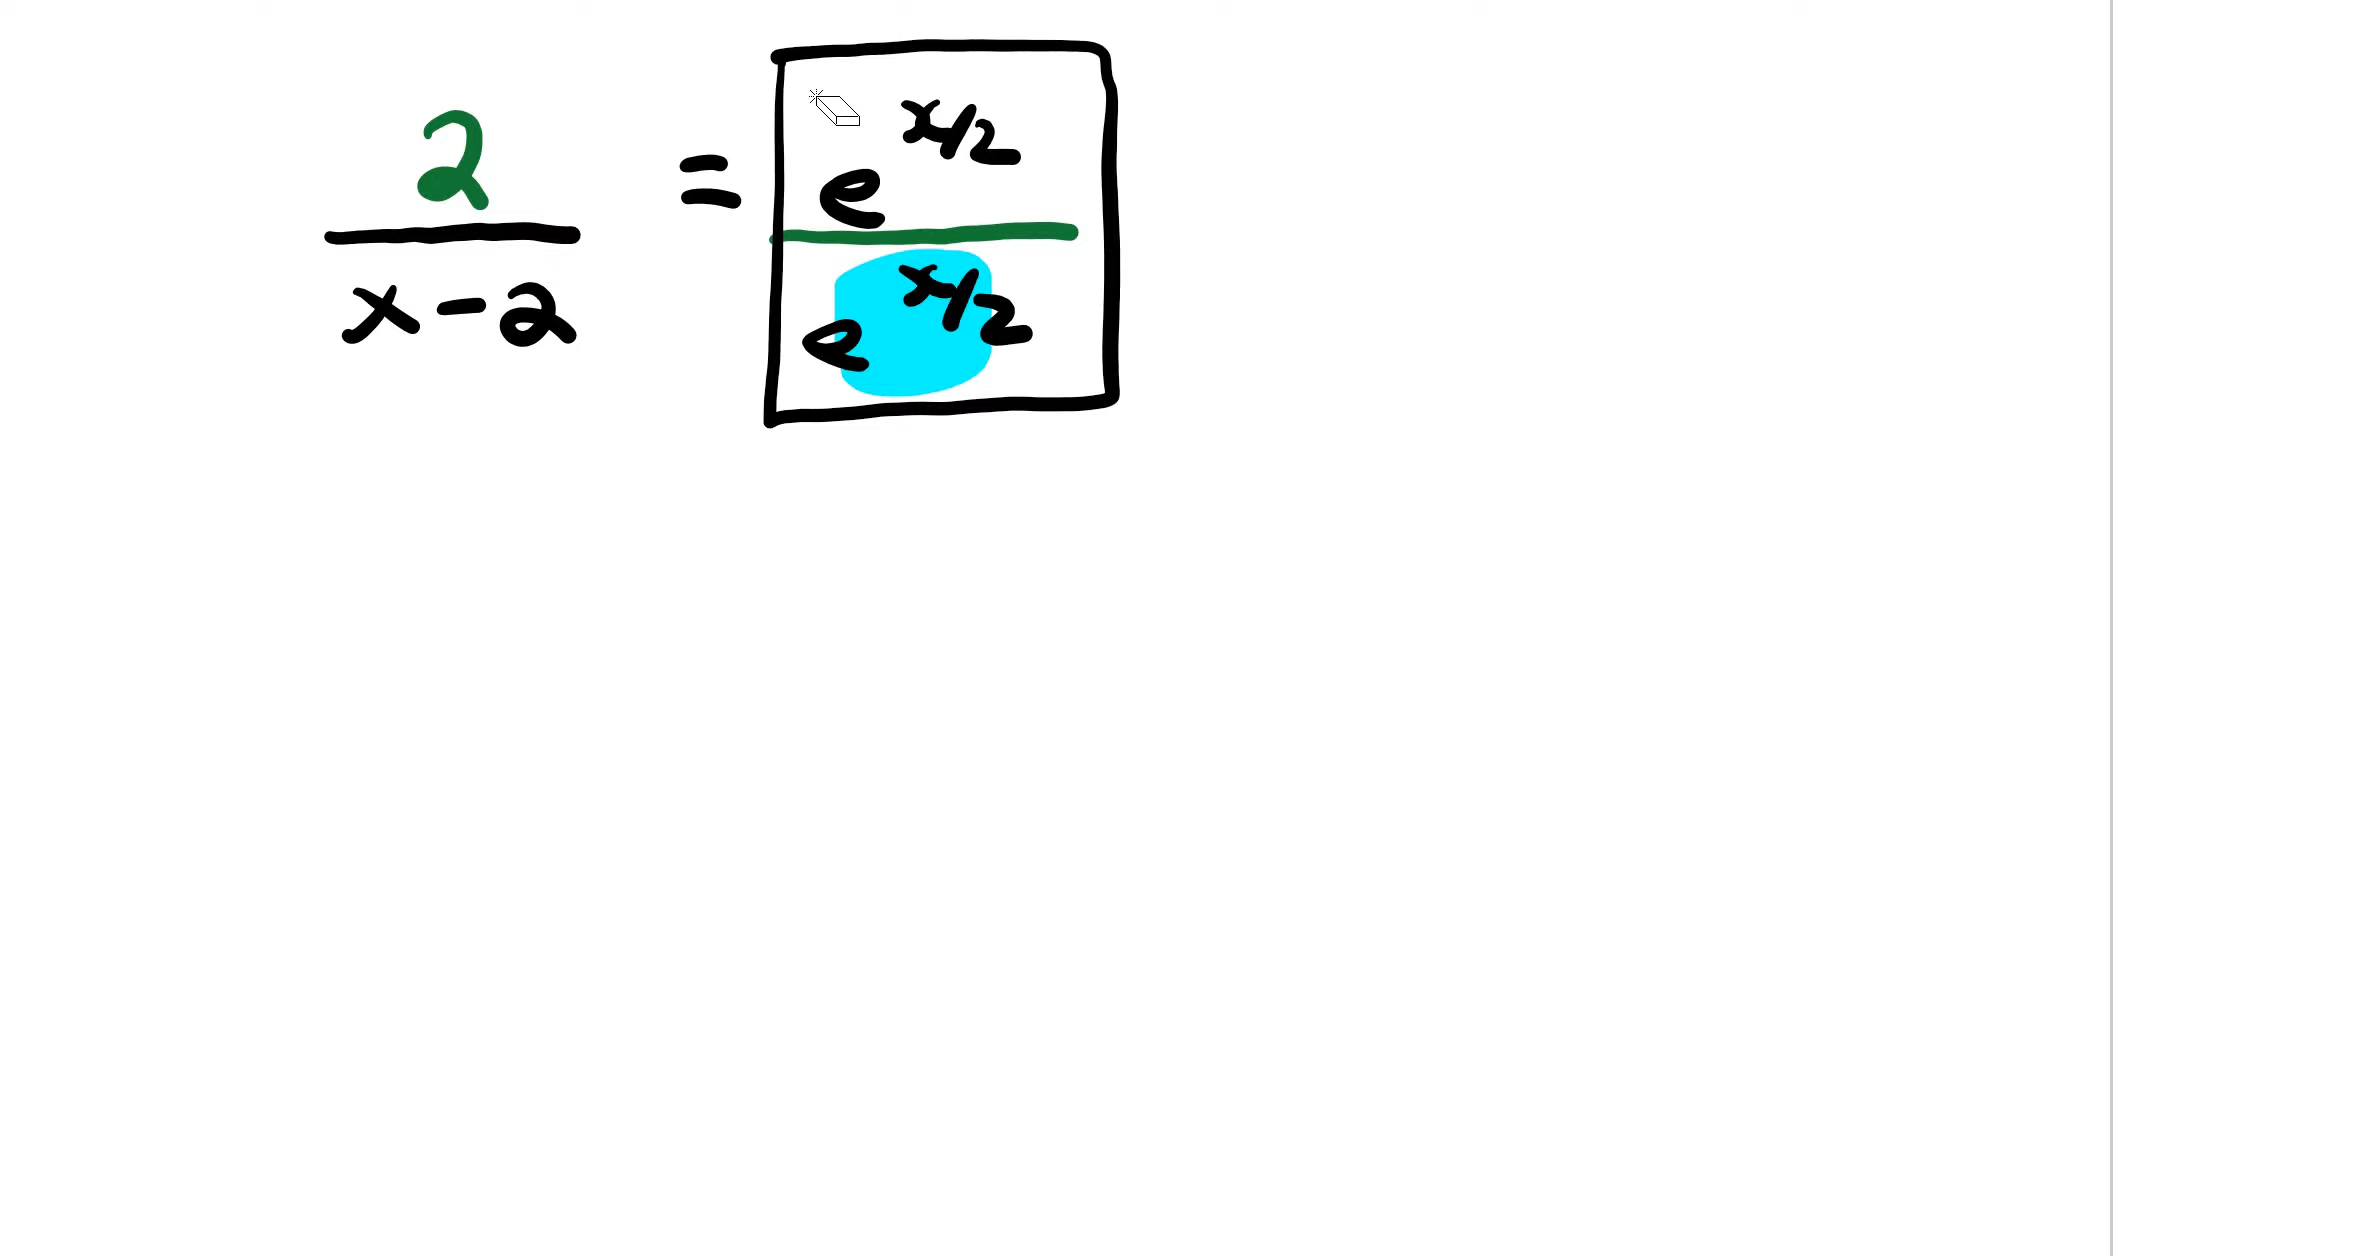 2 / x-2 = e^x/2 / e^x/2